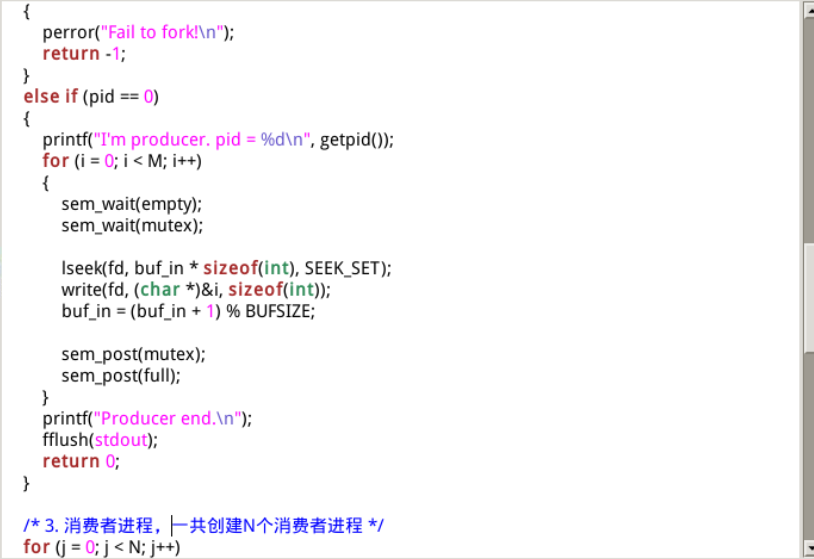 {
perror("Fail to fork!\n");
return -1;
}
else if (pid == 0)
{
printf("I'm producer. pid = %d\n", getpid());
for (i = 0; i < M; i++)
{
sem_wait(empty);
sem_wait(mutex);
lseek(fd, buf_in * sizeof(int), SEEK_SET);
write(fd, (char *)&i, sizeof(int));
buf_in = (buf_in + 1) % BUFSIZE;
sem_post(mutex);
sem_post(full);
}
printf("Producer end.\n");
fflush(stdout);
return 0;
}
/* 3. 消费者进程，一共创建N个消费者进程 */
for (j = 0; j < N; j++)